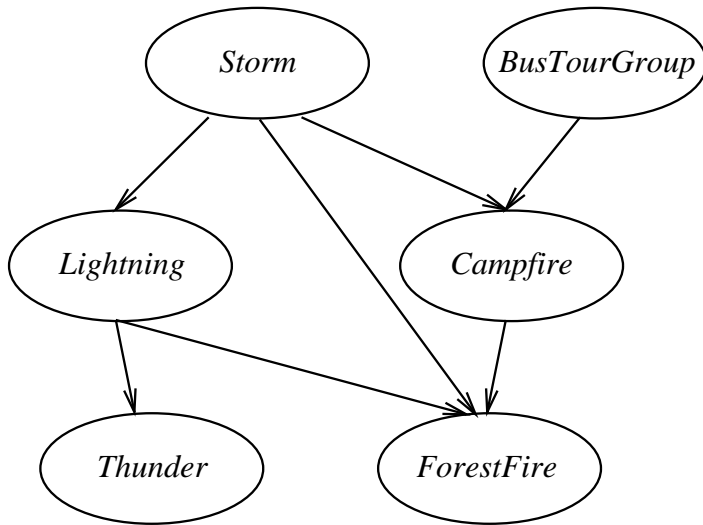 Storm
BusTourGroup
Lightning
Campfire
Thunder
ForestFire